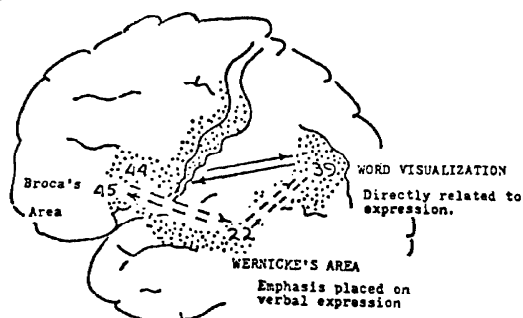 44
45
Broca's
Area
39
WORD VISUALIZATION
Directly related to
expression.
22
WERNICKE'S AREA
Emphasis placed on
verbal expression